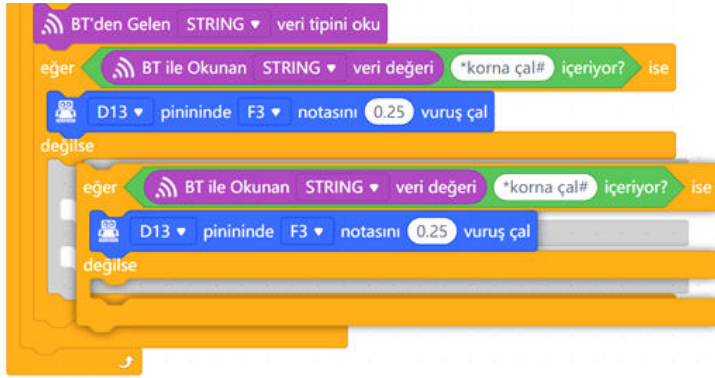 BT'den Gelen STRING veri tipini oku
eğer BT ile Okunan STRING veri değeri *korna çal# içeriyor? ise
D13 pinininde F3 notasını 0.25 vuruş çal
değilse
eğer BT ile Okunan STRING veri değeri *korna çal# içeriyor? ise
D13 pinininde F3 notasını 0.25 vuruş çal
değilse